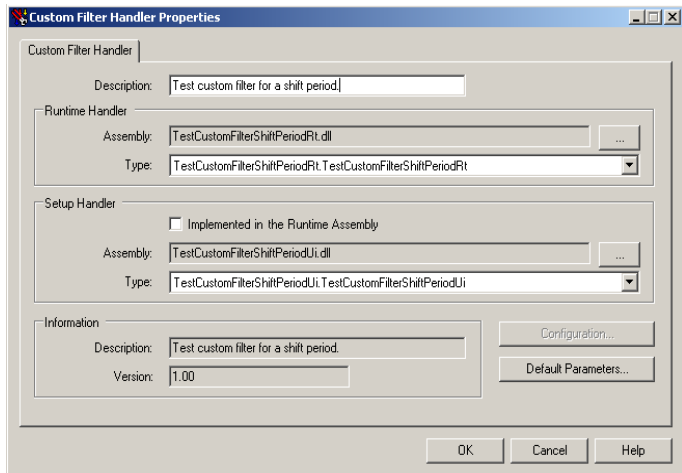 Custom Filter Handler Properties
Custom Filter Handler
Description: Test custom filter for a shift period.
Runtime Handler
Assembly: TestCustomFilterShiftPeriodRt.dll ...
Type: TestCustomFilterShiftPeriodRt.TestCustomFilterShiftPeriodRt
Setup Handler
Implemented in the Runtime Assembly
Assembly: TestCustomFilterShiftPeriodUi.dll ...
Type: TestCustomFilterShiftPeriodUi.TestCustomFilterShiftPeriodUi
Information
Configuration...
Description: Test custom filter for a shift period.
Default Parameters...
Version: 1.00
OK Cancel Help